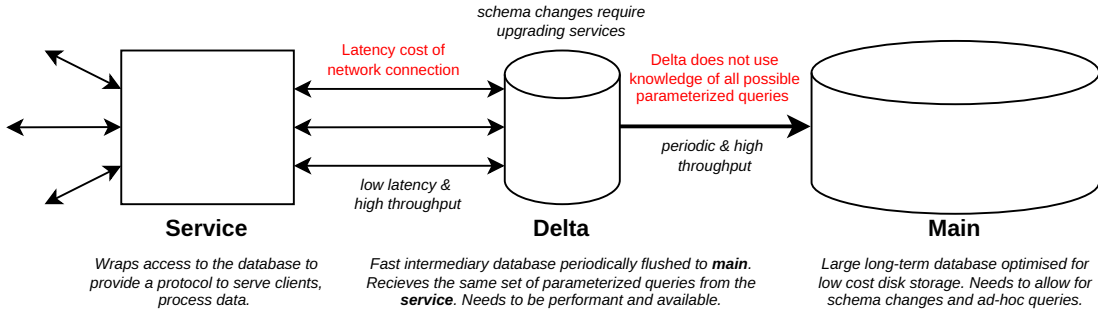 schema changes require
upgrading services
Latency cost of
network connection
Delta does not use
knowledge of all possible
parameterized queries
low latency &
high throughput
periodic & high
throughput
Service
Delta
Main
Wraps access to the database to
provide a protocol to serve clients,
process data.
Fast intermediary database periodically flushed to main.
Recieves the same set of parameterized queries from the
service. Needs to be performant and available.
Large long-term database optimised for
low cost disk storage. Needs to allow for
schema changes and ad-hoc queries.